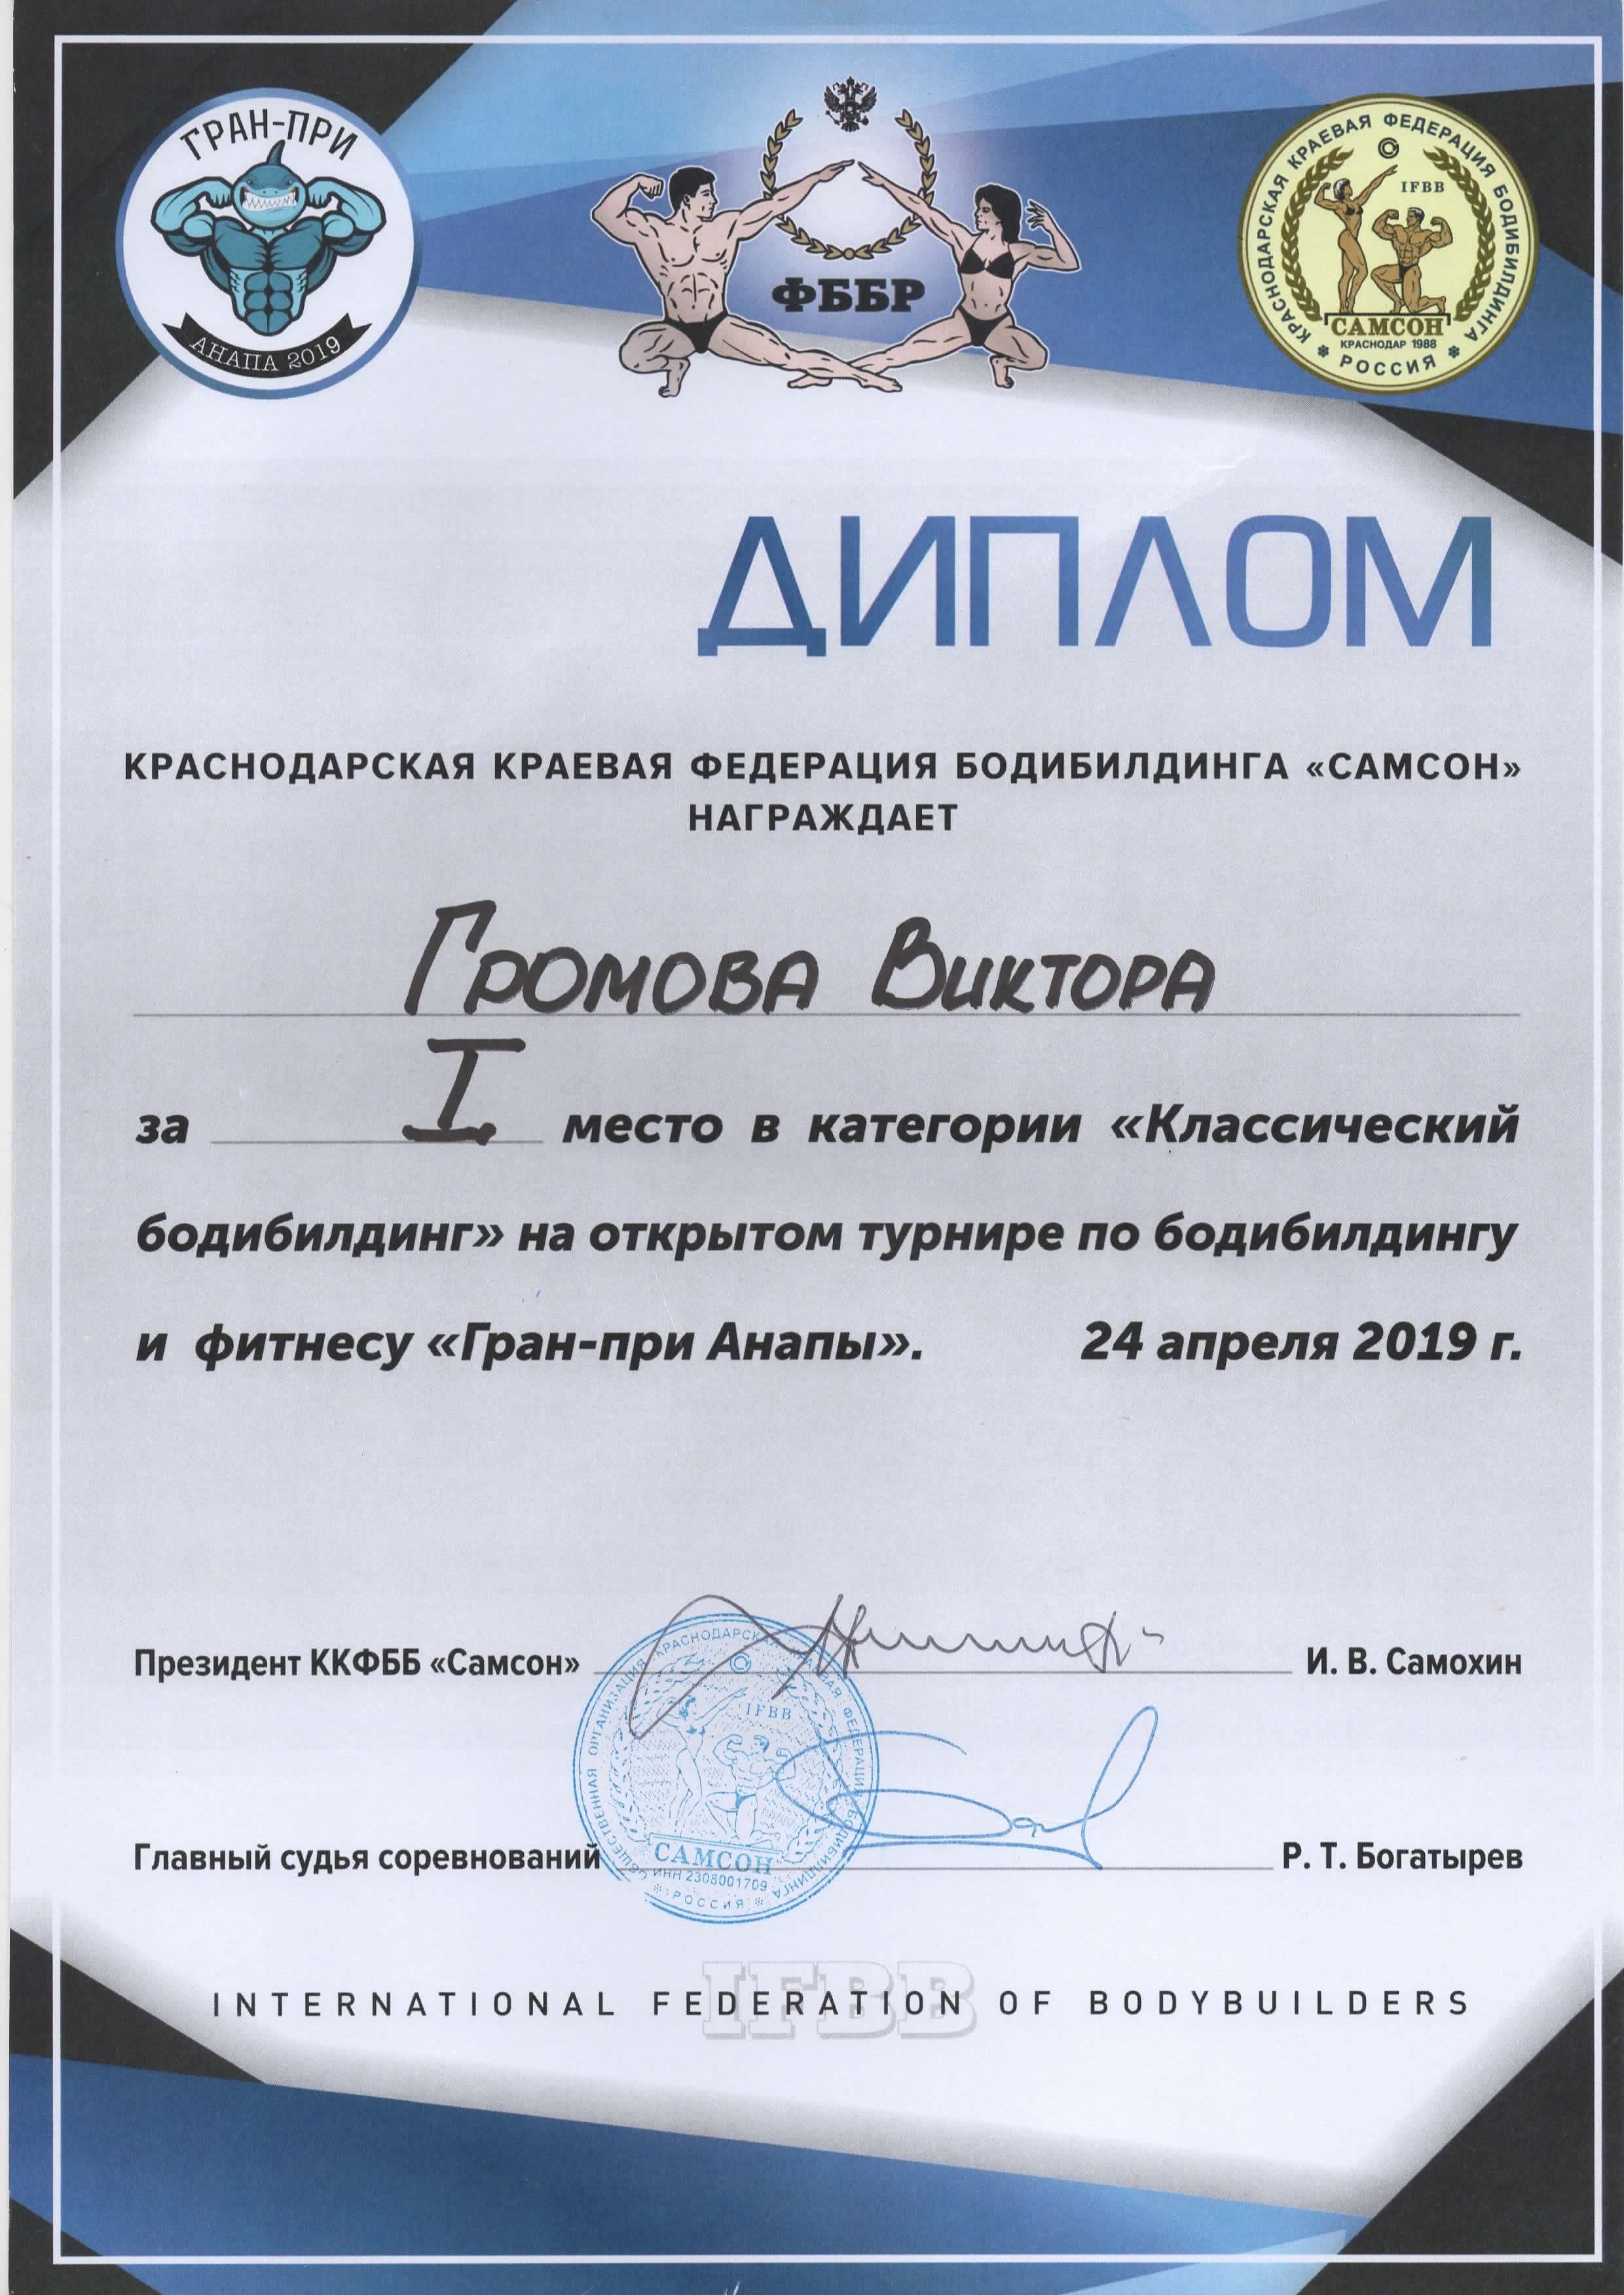 ГРАН-ПРИ
АНАПА 2019
ФББР
КРАСНОДАРСКАЯ КРАЕВАЯ ФЕДЕРАЦИЯ БОДИБИЛДИНГА
IFBB
САМСОН
КРАСНОДАР 1988
РОССИЯ
ДИПЛОМ
КРАСНОДАРСКАЯ КРАЕВАЯ ФЕДЕРАЦИЯ БОДИБИЛДИНГА «САМСОН»
НАГРАЖДАЕТ
Громова Виктора
за I место в категории «Классический
бодибилдинг» на открытом турнире по бодибилдингу
и фитнесу «Гран-при Анапы». 24 апреля 2019 г.
Президент ККФББ «Самсон» И. В. Самохин
ОБЩЕСТВЕННАЯ ОРГАНИЗАЦИЯ КРАСНОДАРСКАЯ КРАЕВАЯ ФЕДЕРАЦИЯ БОДИБИЛДИНГА
IFBB
САМСОН
ИНН 2308001709
РОССИЯ
Главный судья соревнований Р. Т. Богатырев
IFBB
INTERNATIONAL FEDERATION OF BODYBUILDERS